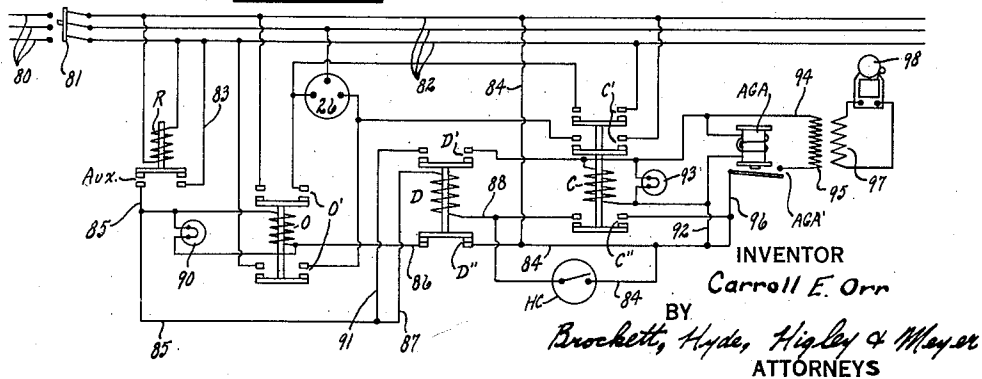 80
81
82
83
84
R
26
C'
94
AGA
98
Aux.
D'
D
C
93
88
95
97
85
O
O'
90
86
D"
C"
92
96
AGA'
84
84
HC
91
87
85
INVENTOR
Carroll E. Orr
BY
Brockett, Hyde, Higley & Meyer
ATTORNEYS